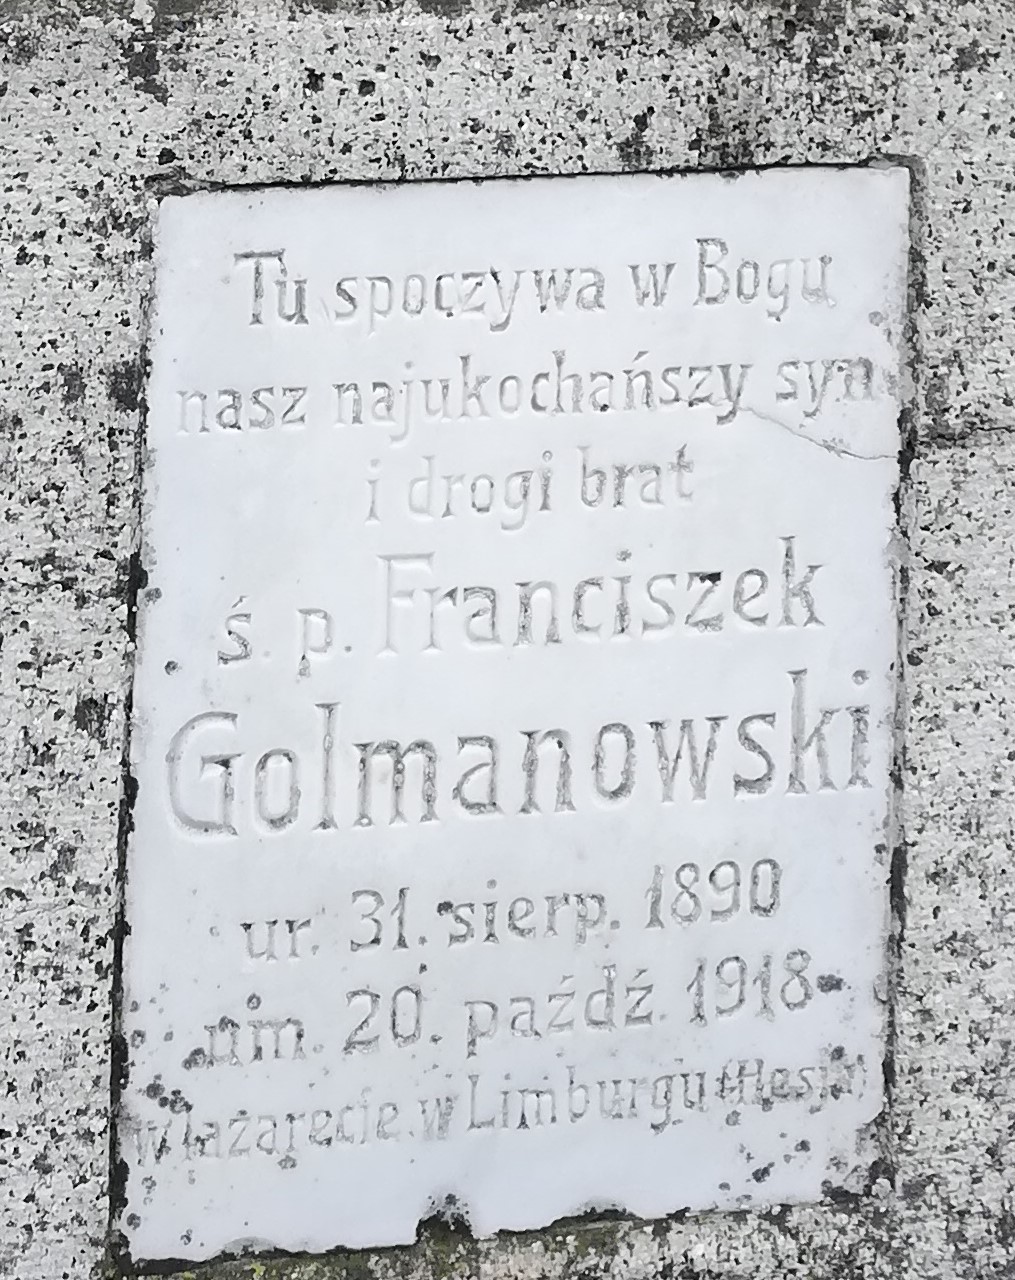 Tu spoczywa w Bogu
nasz najukochańszy syn
i drogi brat
ś. p. Franciszek
Golmanowski
ur. 31. sierp. 1890
um. 20. paźdź. 1918
w lazarecie w Limburgu (Hesja)